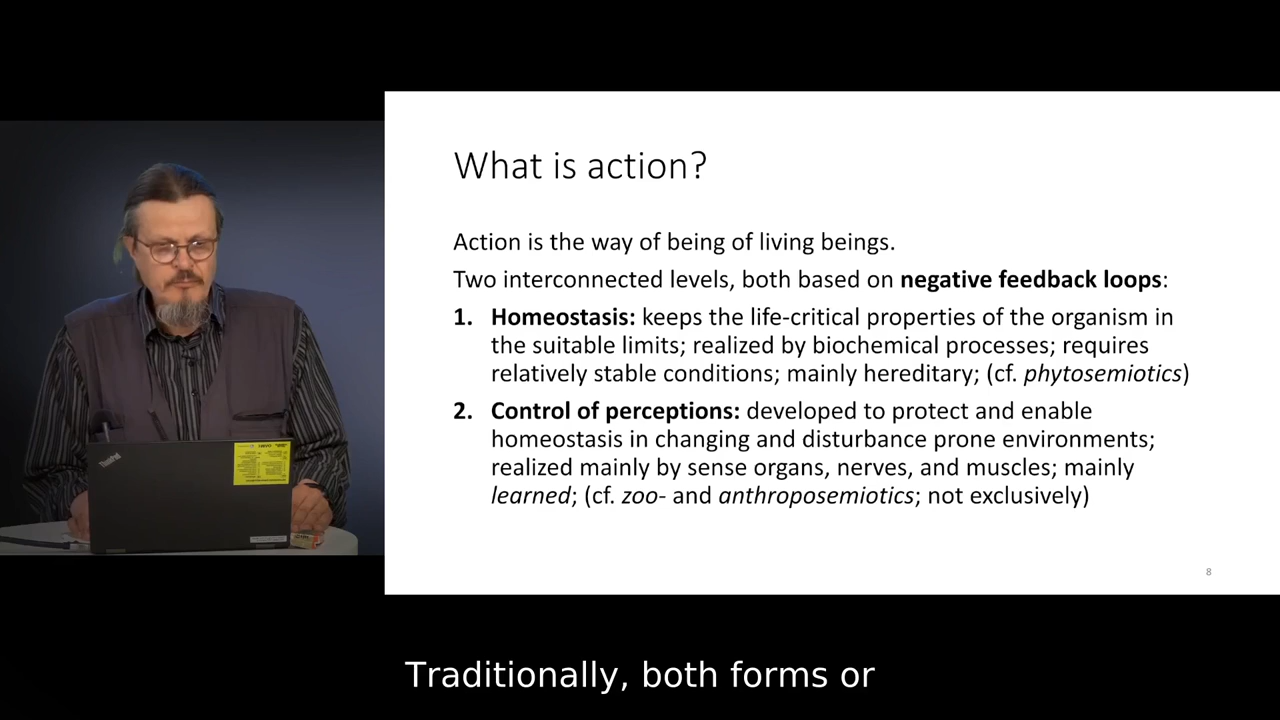 What is action?
Action is the way of being of living beings.
Two interconnected levels, both based on negative feedback loops:
1. Homeostasis: keeps the life-critical properties of the organism in
the suitable limits; realized by biochemical processes; requires
relatively stable conditions; mainly hereditary; (cf. phytosemiotics)
2. Control of perceptions: developed to protect and enable
homeostasis in changing and disturbance prone environments;
realized mainly by sense organs, nerves, and muscles; mainly
learned; (cf. zoo- and anthroposemiotics; not exclusively)
8
ThinkPad
Traditionally, both forms or